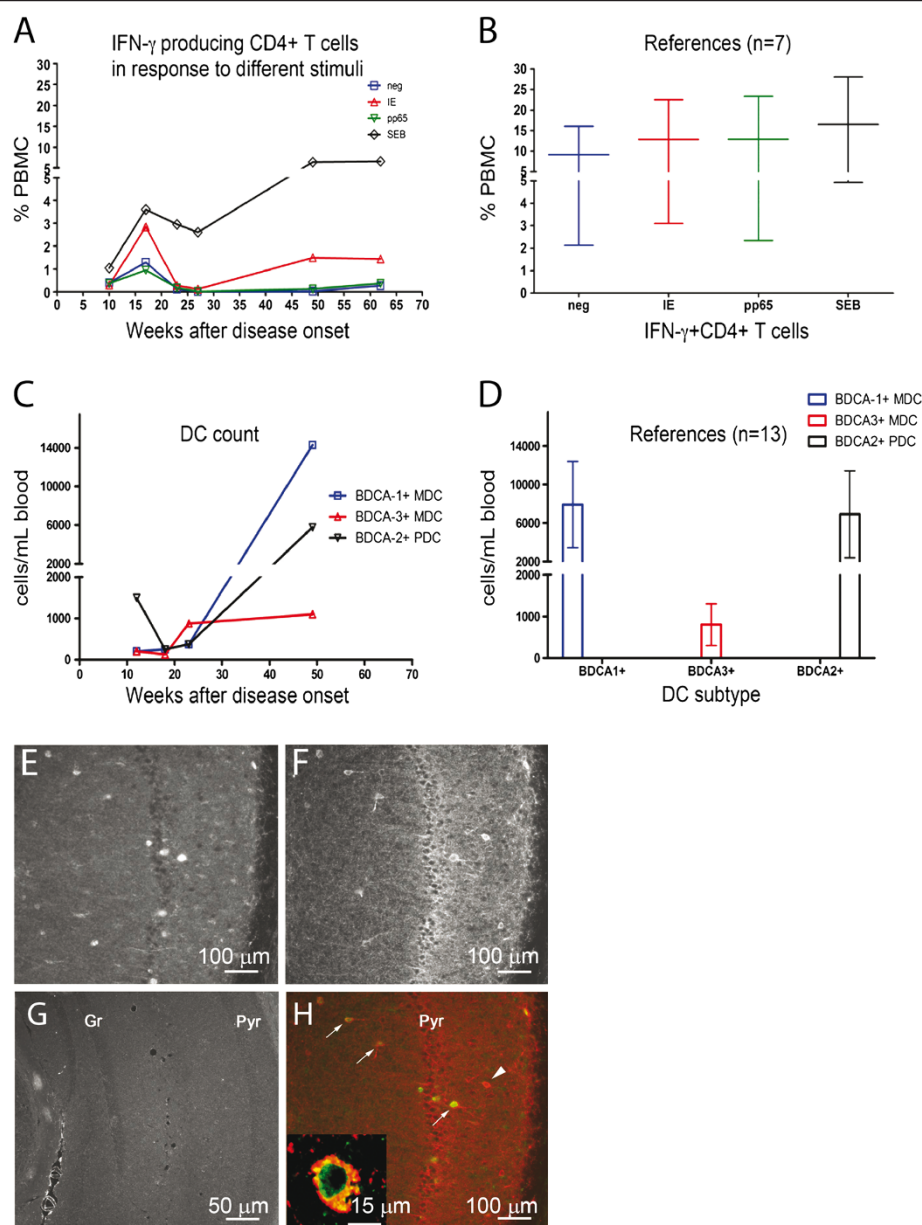 A
IFN-γ producing CD4+ T cells
in response to different stimuli
neg
IE
pp65
SEB
% PBMC
30
25
20
15
10
5
5
4
3
2
1
0
0 5 10 15 20 25 30 35 40 45 50 55 60 65 70
Weeks after disease onset
B
References (n=7)
% PBMC
30
25
20
15
10
5
5
4
3
2
1
0
neg IE pp65 SEB
IFN-γ+CD4+ T cells
C
DC count
BDCA-1+ MDC
BDCA-3+ MDC
BDCA-2+ PDC
cells/mL blood
14000
10000
6000
2000
2000
1000
0
0 10 20 30 40 50 60 70
Weeks after disease onset
D
References (n=13)
BDCA-1+ MDC
BDCA3+ MDC
BDCA2+ PDC
cells/mL blood
14000
10000
6000
2000
2000
1000
0
BDCA1+ BDCA3+ BDCA2+
DC subtype
E
100 µm
F
100 µm
G
Gr Pyr
50 µm
H
Pyr
15 µm
100 µm